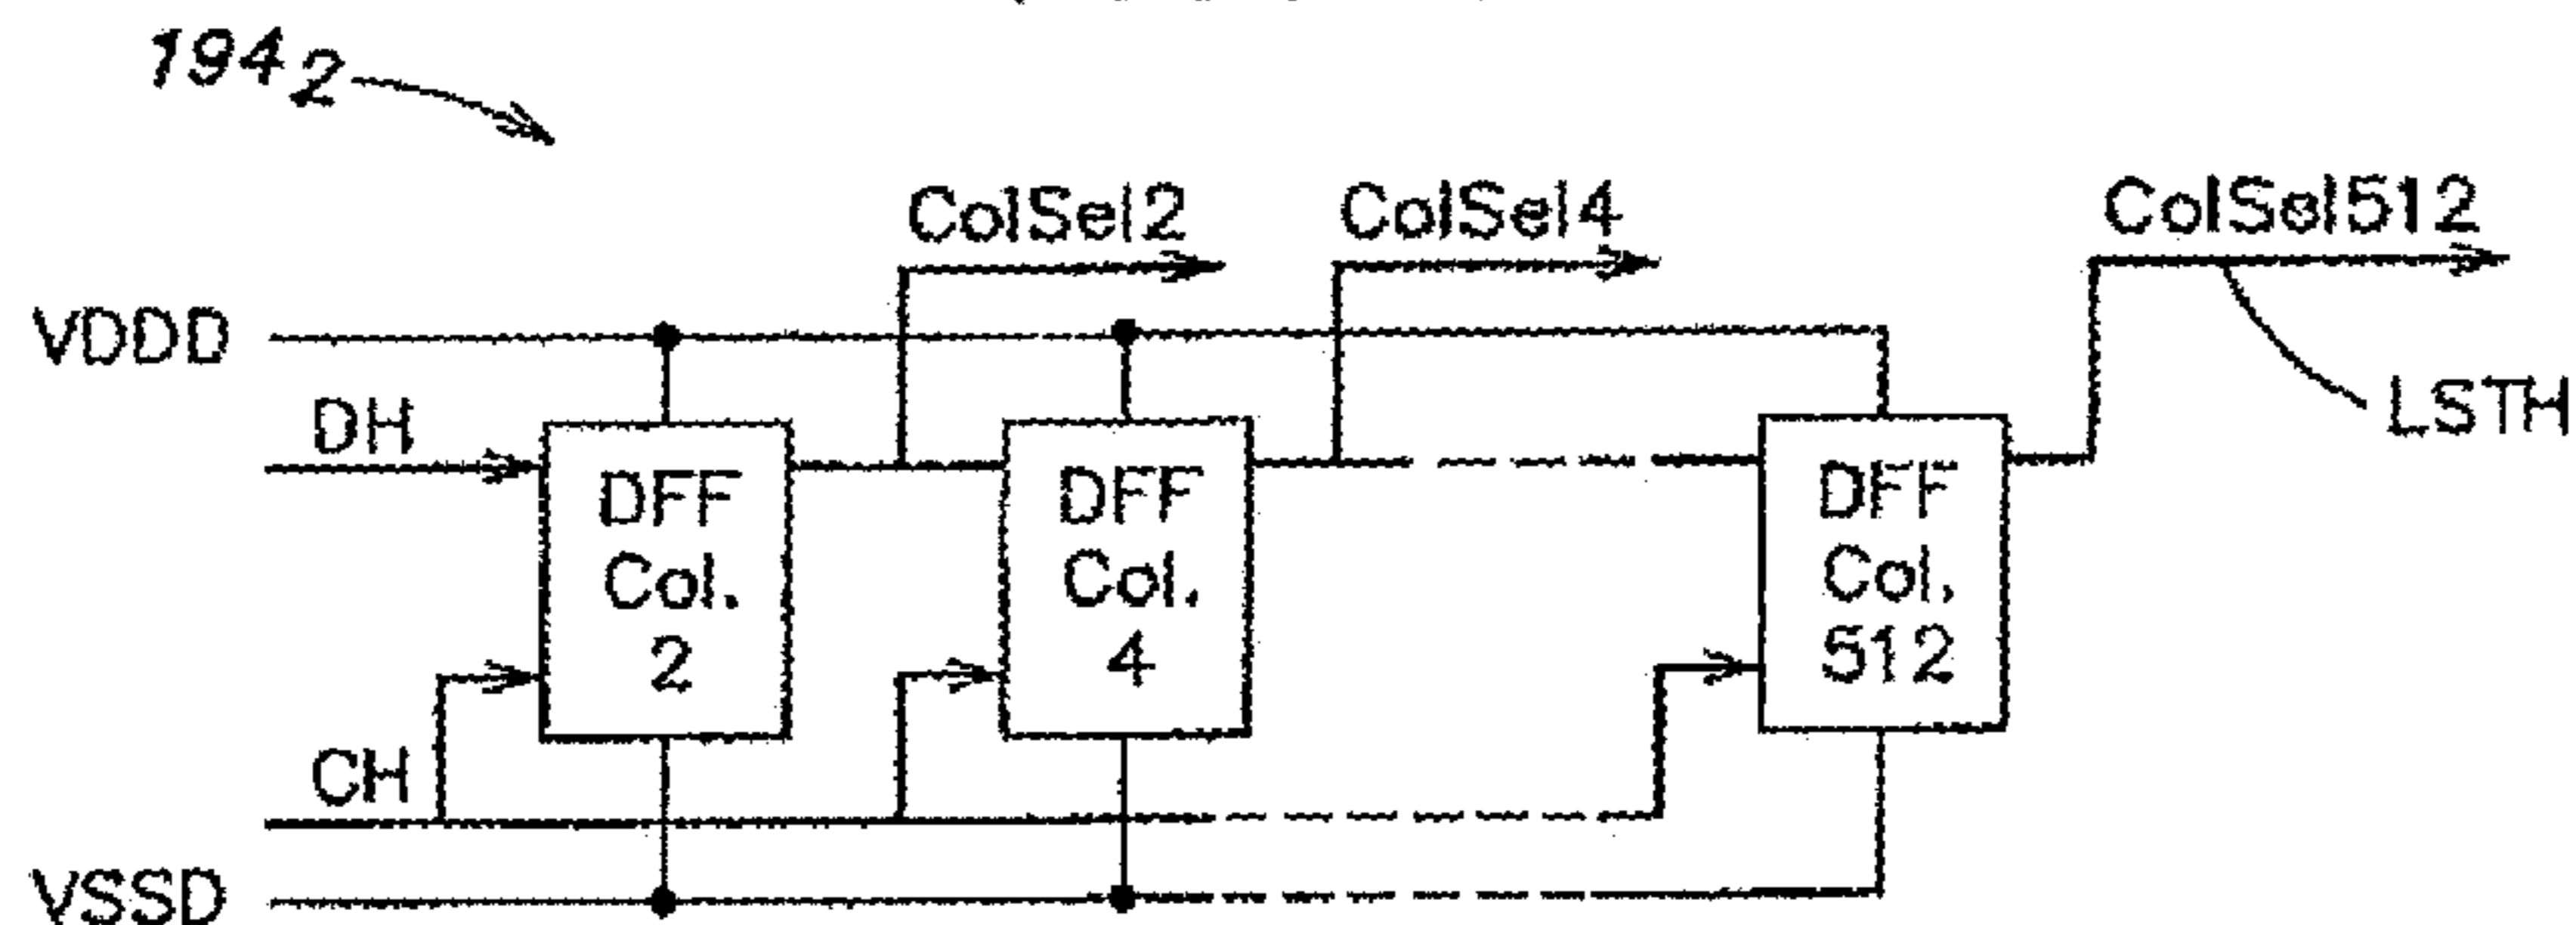 194₂
ColSel2
ColSel4
ColSel512
VDDD
LSTH
DH
DFF
Col.
2
DFF
Col.
4
DFF
Col.
512
CH
VSSD